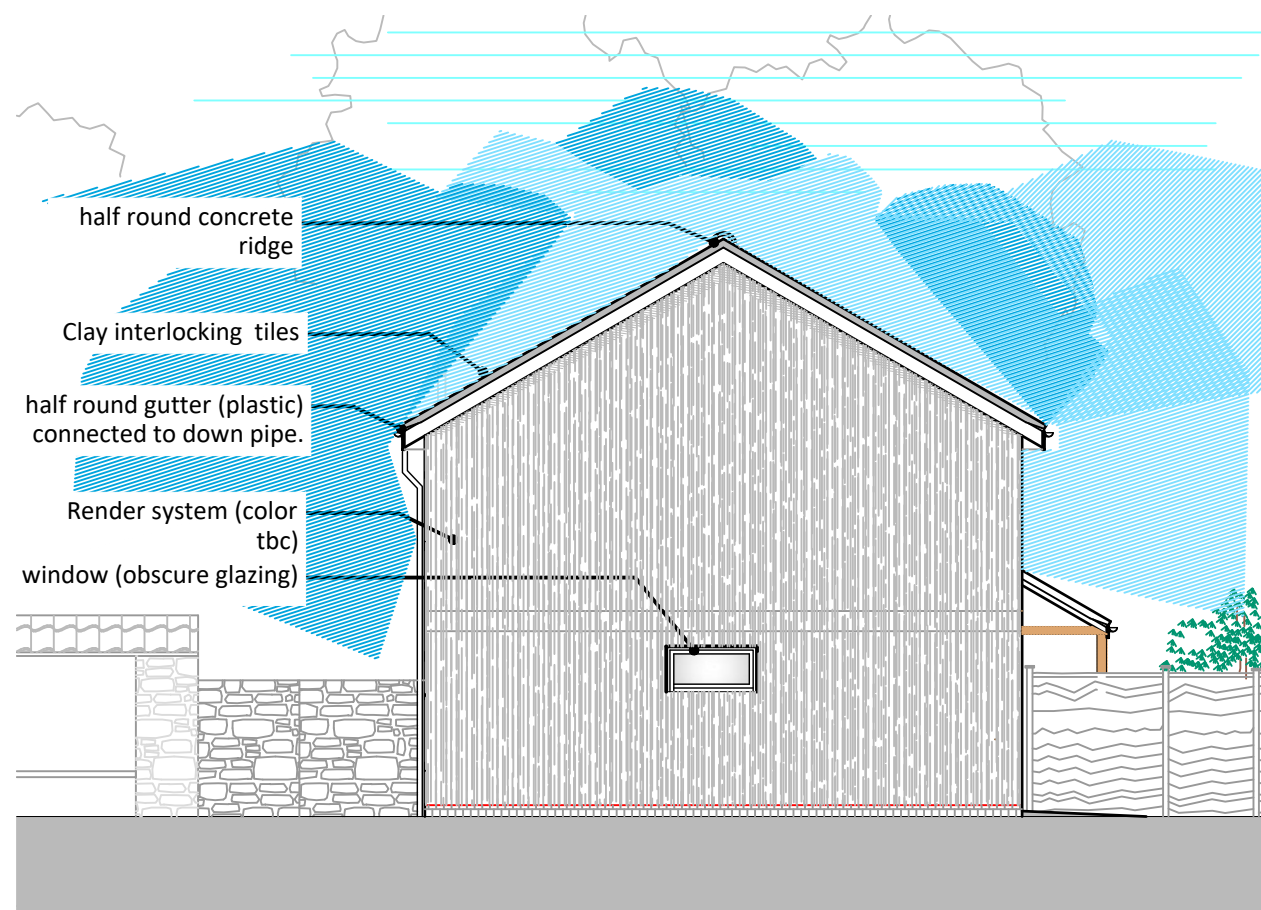 half round concrete
ridge
Clay interlocking tiles
half round gutter (plastic)
connected to down pipe.
Render system (color
tbc)
window (obscure glazing)